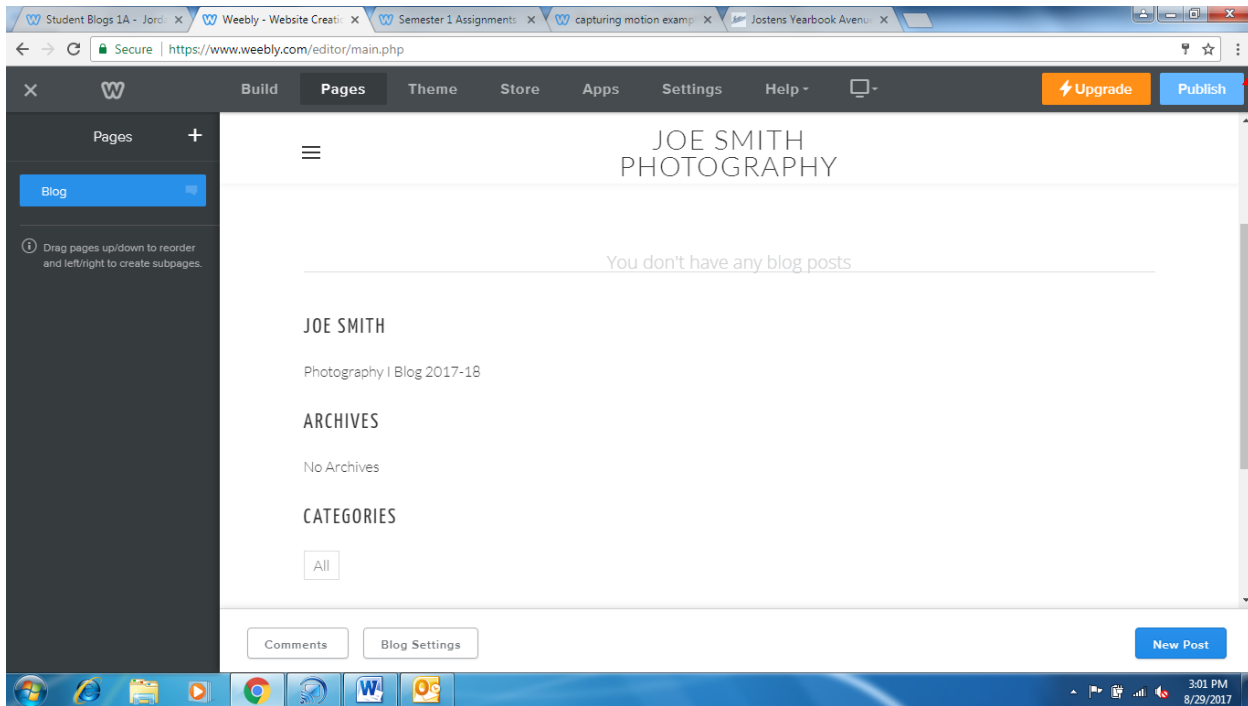 Student Blogs 1A - Jord
Weebly - Website Creatic
Semester 1 Assignments
capturing motion examp
Jostens Yearbook Avenu
Secure
https://www.weebly.com/editor/main.php
Build
Pages
Theme
Store
Apps
Settings
Help
Upgrade
Publish
Pages
+
Blog
Drag pages up/down to reorder
and left/right to create subpages.
JOE SMITH
PHOTOGRAPHY
You don't have any blog posts
JOE SMITH
Photography I Blog 2017-18
ARCHIVES
No Archives
CATEGORIES
All
Comments
Blog Settings
New Post
3:01 PM
8/29/2017